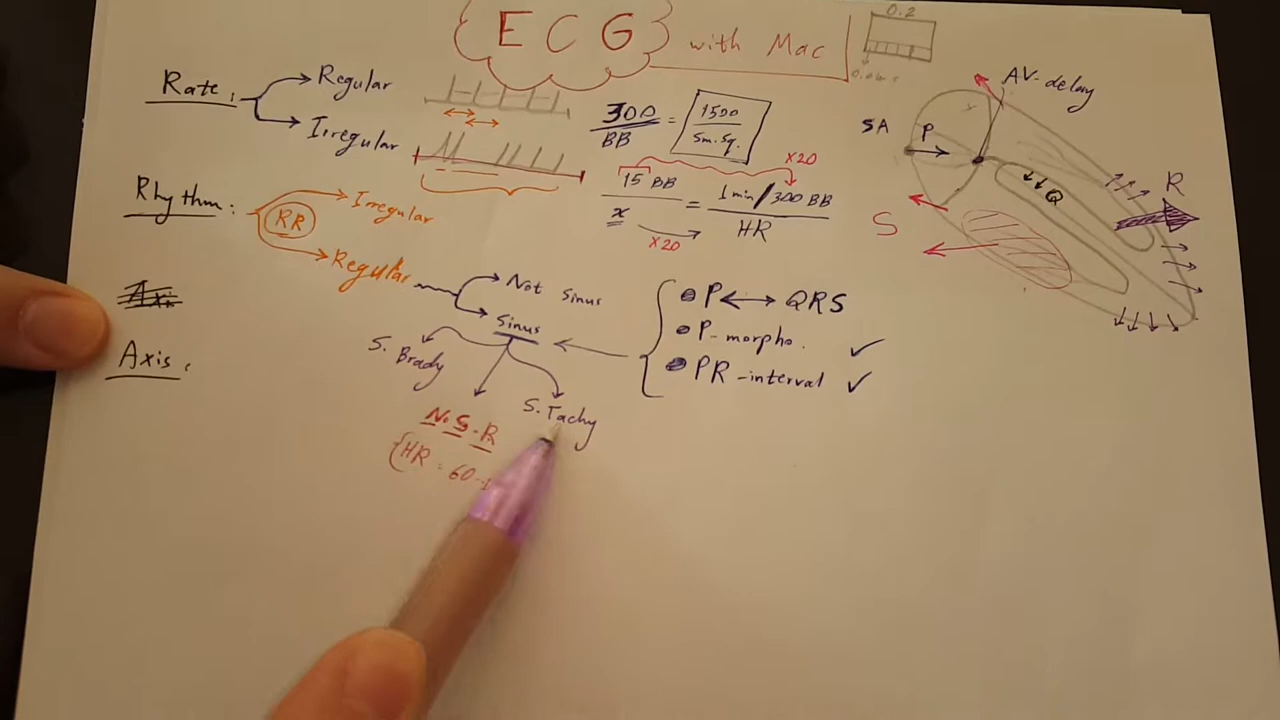 ECG with Mac
0.2
Rate:
Regular
Irregular
300 / BB = 1500 / Sm.Sq.
15 BB / x = 1 min/300 BB / HR
x20
x20
Rhythm:
RR
Irregular
Regular
Not sinus
Sinus
S. Brady
N.S.R
{HR = 60-
S. Tachy
P ↔ QRS
P-morpho. ✓
PR-interval ✓
Axis:
AV-delay
SA
P
Q
R
S